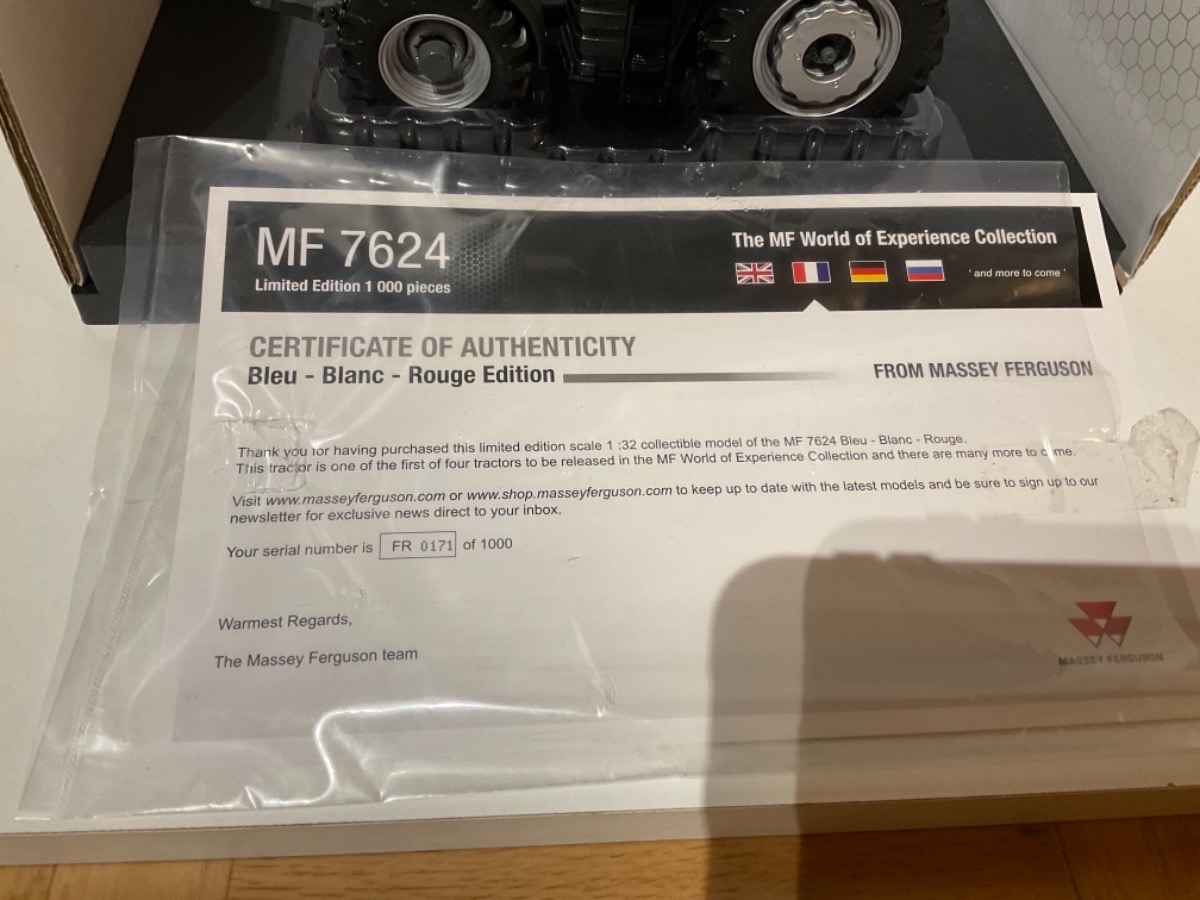 MF 7624
Limited Edition 1 000 pieces
The MF World of Experience Collection
' and more to come '
CERTIFICATE OF AUTHENTICITY
Bleu - Blanc - Rouge Edition
FROM MASSEY FERGUSON
Thank you for having purchased this limited edition scale 1 :32 collectible model of the MF 7624 Bleu - Blanc - Rouge.
This tractor is one of the first of four tractors to be released in the MF World of Experience Collection and there are many more to come.
Visit www.masseyferguson.com or www.shop.masseyferguson.com to keep up to date with the latest models and be sure to sign up to our
newsletter for exclusive news direct to your inbox.
Your serial number is FR 0171 of 1000
Warmest Regards,
The Massey Ferguson team
MASSEY FERGUSON